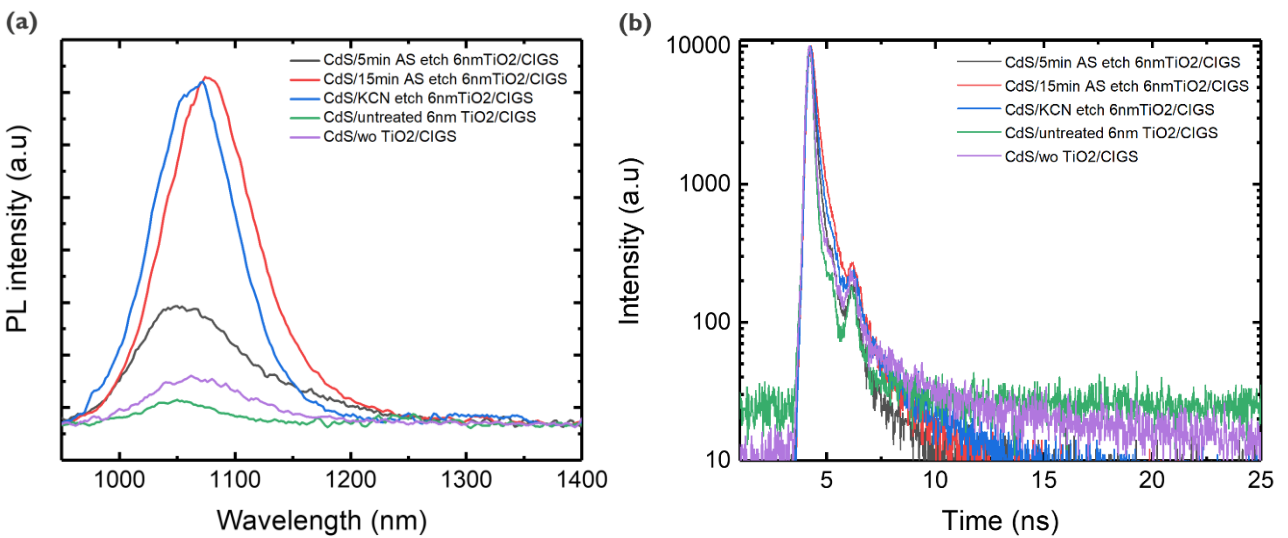 (a)
CdS/5min AS etch 6nmTiO2/CIGS
CdS/15min AS etch 6nmTiO2/CIGS
CdS/KCN etch 6nmTiO2/CIGS
CdS/untreated 6nm TiO2/CIGS
CdS/wo TiO2/CIGS
PL intensity (a.u)
1000 1100 1200 1300 1400
Wavelength (nm)
(b)
10000
1000
100
10
CdS/5min AS etch 6nmTiO2/CIGS
CdS/15min AS etch 6nmTiO2/CIGS
CdS/KCN etch 6nmTiO2/CIGS
CdS/untreated 6nm TiO2/CIGS
CdS/wo TiO2/CIGS
Intensity (a.u)
5 10 15 20 25
Time (ns)